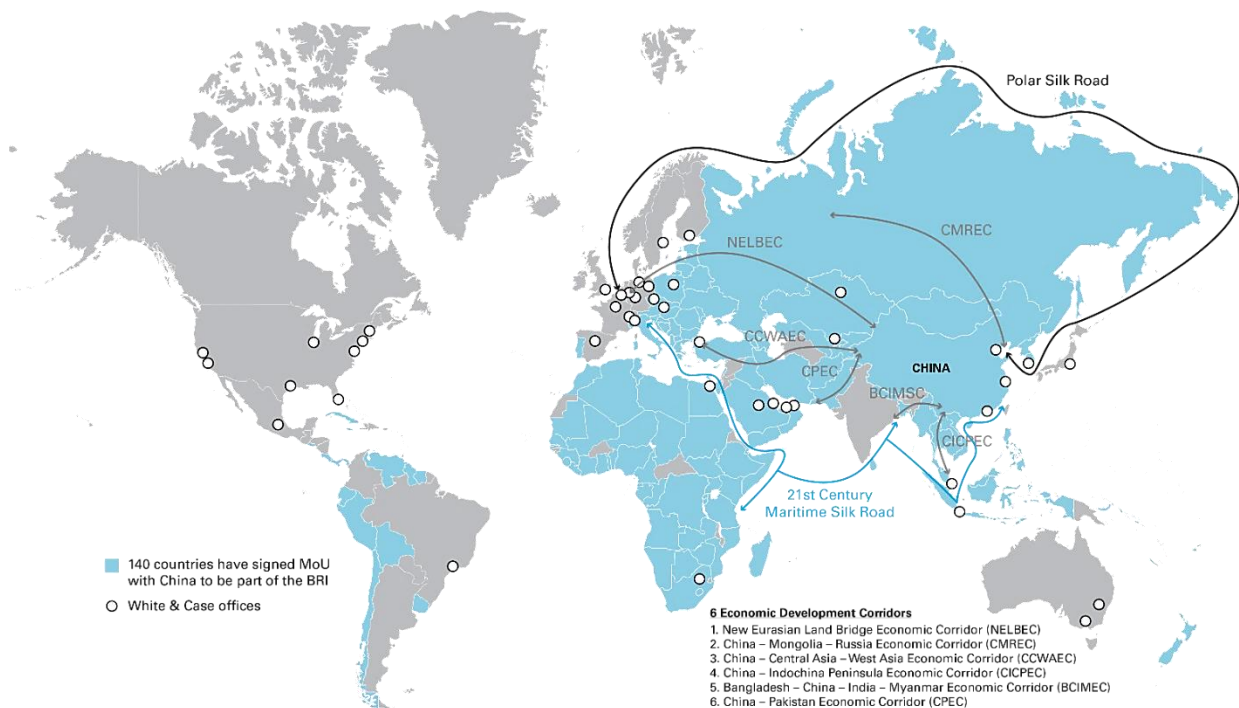 Polar Silk Road
NELBEC
CMREC
CCWAEC
CPEC
CHINA
BCIMSC
CICPEC
21st Century
Maritime Silk Road
140 countries have signed MoU
with China to be part of the BRI
White & Case offices
6 Economic Development Corridors
1. New Eurasian Land Bridge Economic Corridor (NELBEC)
2. China – Mongolia – Russia Economic Corridor (CMREC)
3. China – Central Asia – West Asia Economic Corridor (CCWAEC)
4. China – Indochina Peninsula Economic Corridor (CICPEC)
5. Bangladesh – China – India – Myanmar Economic Corridor (BCIMEC)
6. China – Pakistan Economic Corridor (CPEC)